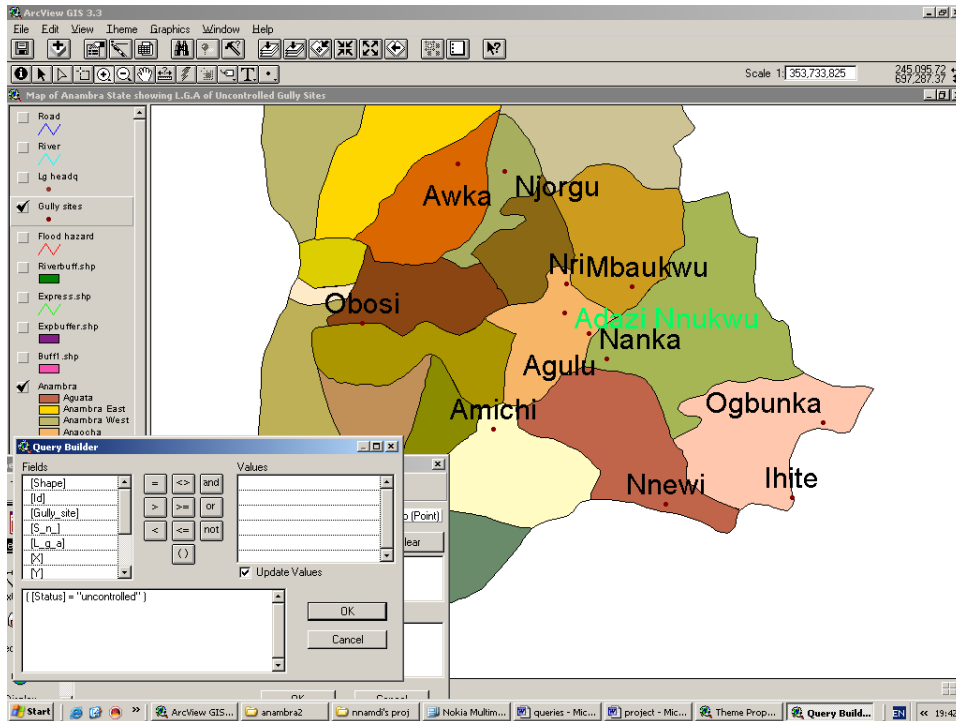 ArcView GIS 3.3
File Edit View Theme Graphics Window Help
Scale 1: 353,733,825
245,095.72
697,287.37
Map of Anambra State showing L.G.A of Uncontrolled Gully Sites
Road
River
Lg headq
Gully sites
Flood hazard
Riverbuff.shp
Express.shp
Expbuffer.shp
Buff1.shp
Anambra
Aguata
Anambra East
Anambra West
Anaocha
Awka
Njorgu
Nri
Mbaukwu
Obosi
Adazi Nnukwu
Nanka
Agulu
Amichi
Ogbunka
Nnewi
Ihite
Query Builder
Fields
Values
[Shape]
[Id]
[Gully_site]
[S_n_]
[L_g_a]
[X]
[Y]
= <> and
> >= or
< <= not
( )
Update Values
( [Status] = "uncontrolled" )
OK
Cancel
(Point)
lear
Start
ArcView GIS...
anambra2
nnamdi's proj
Nokia Multim...
queries - Mic...
project - Mic...
Theme Prop...
Query Build...
EN
19:42